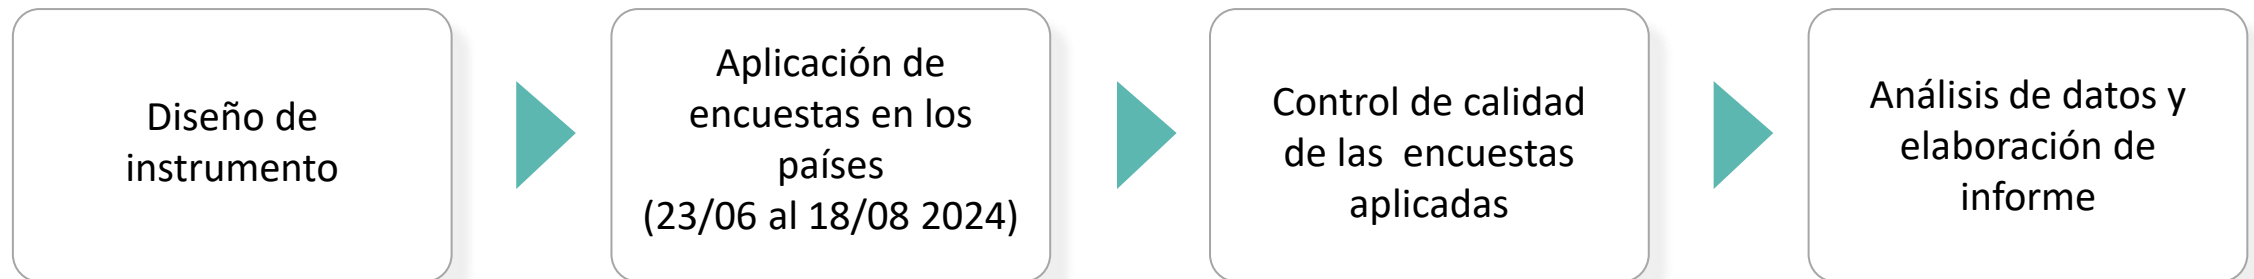 Diseño de
instrumento
Aplicación de
encuestas en los
países
(23/06 al 18/08 2024)
Control de calidad
de las  encuestas
aplicadas
Análisis de datos y
elaboración de
informe